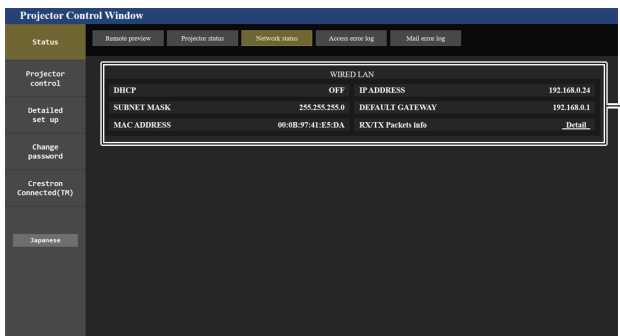 Projector Control Window
Status
Remote preview
Projector status
Network status
Access error log
Mail error log
Projector
control
Detailed
set up
Change
password
Crestron
Connected(TM)
Japanese
WIRED LAN
DHCP OFF IP ADDRESS 192.168.0.24
SUBNET MASK 255.255.255.0 DEFAULT GATEWAY 192.168.0.1
MAC ADDRESS 00:0B:97:41:E5:DA RX/TX Packets info Detail